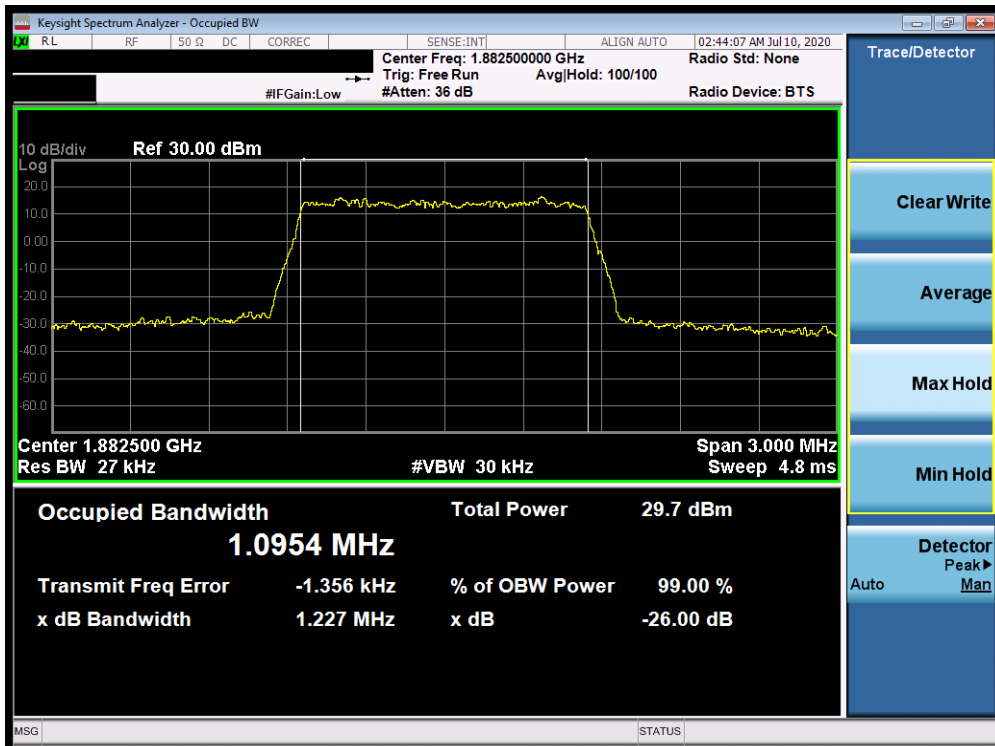 Keysight Spectrum Analyzer - Occupied BW
LXI RL RF 50 Ω DC CORREC SENSE:INT ALIGN AUTO 02:44:07 AM Jul 10, 2020
Center Freq: 1.882500000 GHz Radio Std: None
Trig: Free Run Avg|Hold: 100/100
#IFGain:Low #Atten: 36 dB Radio Device: BTS
10 dB/div Ref 30.00 dBm
Log
20.0
10.0
0.00
-10.0
-20.0
-30.0
-40.0
-50.0
-60.0
Center 1.882500 GHz Span 3.000 MHz
Res BW 27 kHz #VBW 30 kHz Sweep 4.8 ms
Occupied Bandwidth Total Power 29.7 dBm
1.0954 MHz
Transmit Freq Error -1.356 kHz % of OBW Power 99.00 %
x dB Bandwidth 1.227 MHz x dB -26.00 dB
MSG STATUS
Trace/Detector
Clear Write
Average
Max Hold
Min Hold
Detector
Peak▶
Auto Man